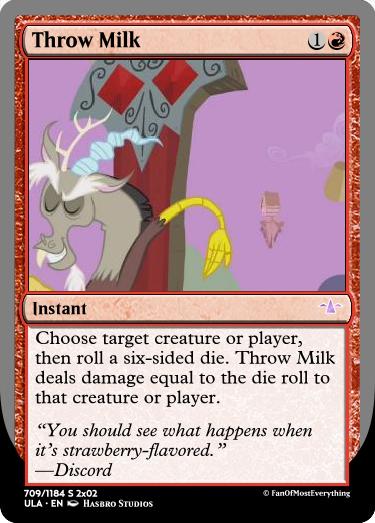 Throw Milk
1
Instant
Choose target creature or player,
then roll a six-sided die. Throw Milk
deals damage equal to the die roll to
that creature or player.
“You should see what happens when
it’s strawberry-flavored.”
—Discord
709/1184 S 2x02
ULA • EN HASBRO STUDIOS
© FanOfMostEverything